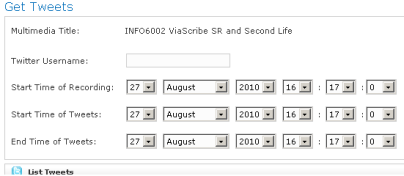 Get Tweets
Multimedia Title: INFO6002 ViaScribe SR and Second Life
Twitter Username:
Start Time of Recording: 27 August 2010 16 : 17 : 0
Start Time of Tweets: 27 August 2010 16 : 17 : 0
End Time of Tweets: 27 August 2010 16 : 17 : 0
List Tweets